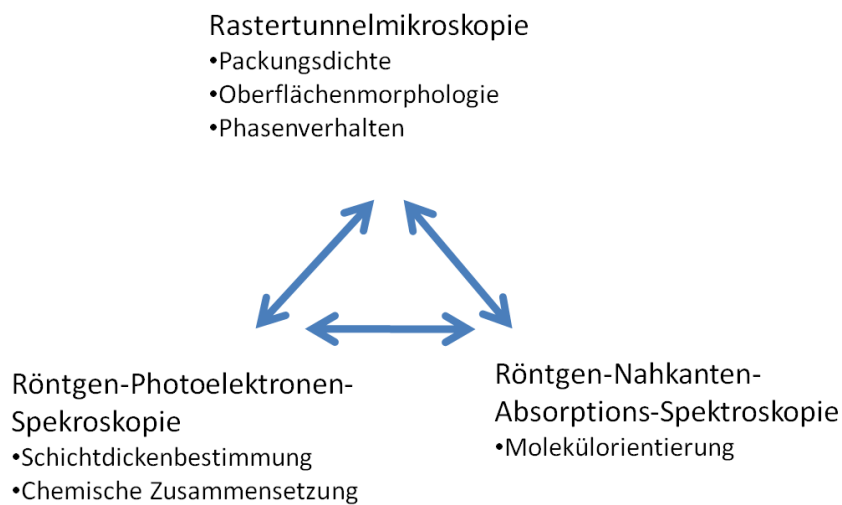 Rastertunnelmikroskopie
•Packungsdichte
•Oberflächenmorphologie
•Phasenverhalten
Röntgen-Photoelektronen-
Spekroskopie
•Schichtdickenbestimmung
•Chemische Zusammensetzung
Röntgen-Nahkanten-
Absorptions-Spektroskopie
•Molekülorientierung